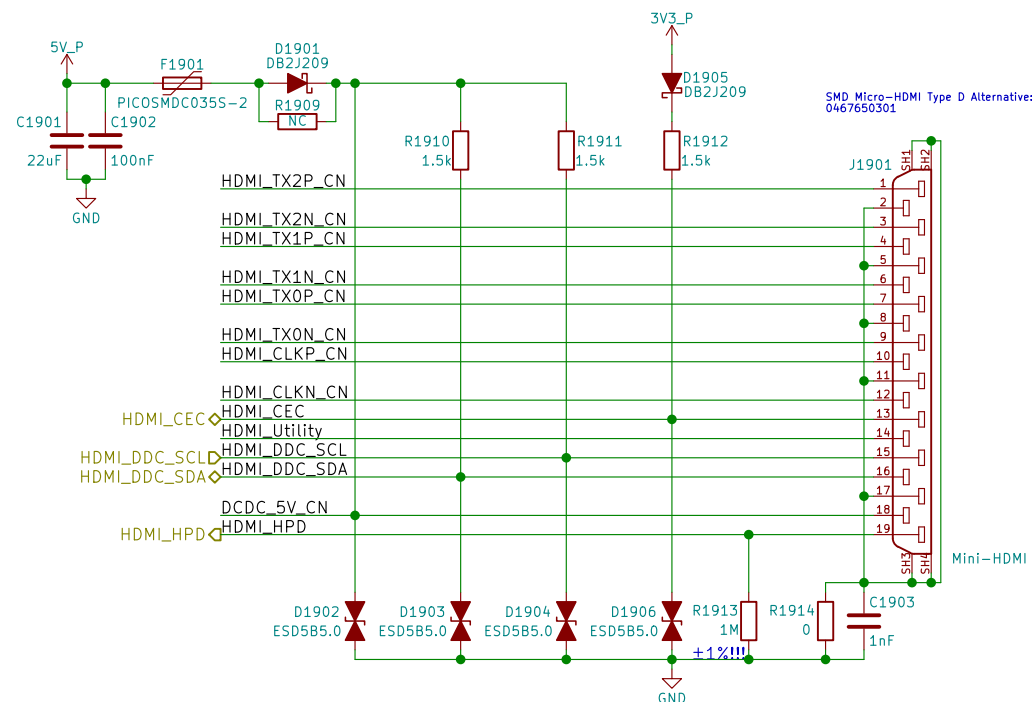 3V3_P
5V_P
D1901
DB2J209
F1901
PICOSMDC035S-2
R1909
NC
D1905
DB2J209
SMD Micro-HDMI Type D Alternative:
0467650301
C1901
22uF
C1902
100nF
GND
R1910
1.5k
R1911
1.5k
R1912
1.5k
J1901
SH1
SH2
HDMI_TX2P_CN
1
2
HDMI_TX2N_CN
3
HDMI_TX1P_CN
4
5
HDMI_TX1N_CN
6
HDMI_TX0P_CN
7
8
HDMI_TX0N_CN
9
HDMI_CLKP_CN
10
11
HDMI_CLKN_CN
12
HDMI_CEC
HDMI_CEC
13
HDMI_Utility
14
HDMI_DDC_SCL
HDMI_DDC_SCL
15
HDMI_DDC_SDA
HDMI_DDC_SDA
16
17
DCDC_5V_CN
18
HDMI_HPD
HDMI_HPD
19
SH3
SH4
Mini-HDMI
D1902
ESD5B5.0
D1903
ESD5B5.0
D1904
ESD5B5.0
D1906
ESD5B5.0
R1913
1M
±1%!!!
R1914
0
C1903
1nF
GND